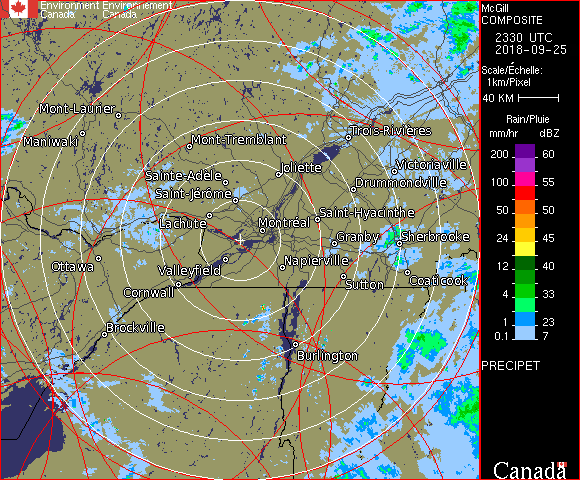 Environment Environnement
Canada Canada
Mont-Laurier
Maniwaki
Mont-Tremblant
Trois-Rivières
Joliette
Victoriaville
Sainte-Adèle
Drummondville
Saint-Jérôme
Saint-Hyacinthe
Lachute
Montréal
Granby
Sherbrooke
Ottawa
Valleyfield
Napierville
Cornwall
Sutton
Coaticook
Brockville
Burlington
McGill
COMPOSITE
2330 UTC
2018-09-25
Scale/Échelle:
1km/Pixel
40 KM
Rain/Pluie
mm/hr dBZ
200 60
100 55
50 50
24 45
12 40
4 33
2 30
1 23
0.1 7
PRECIPET
Canada